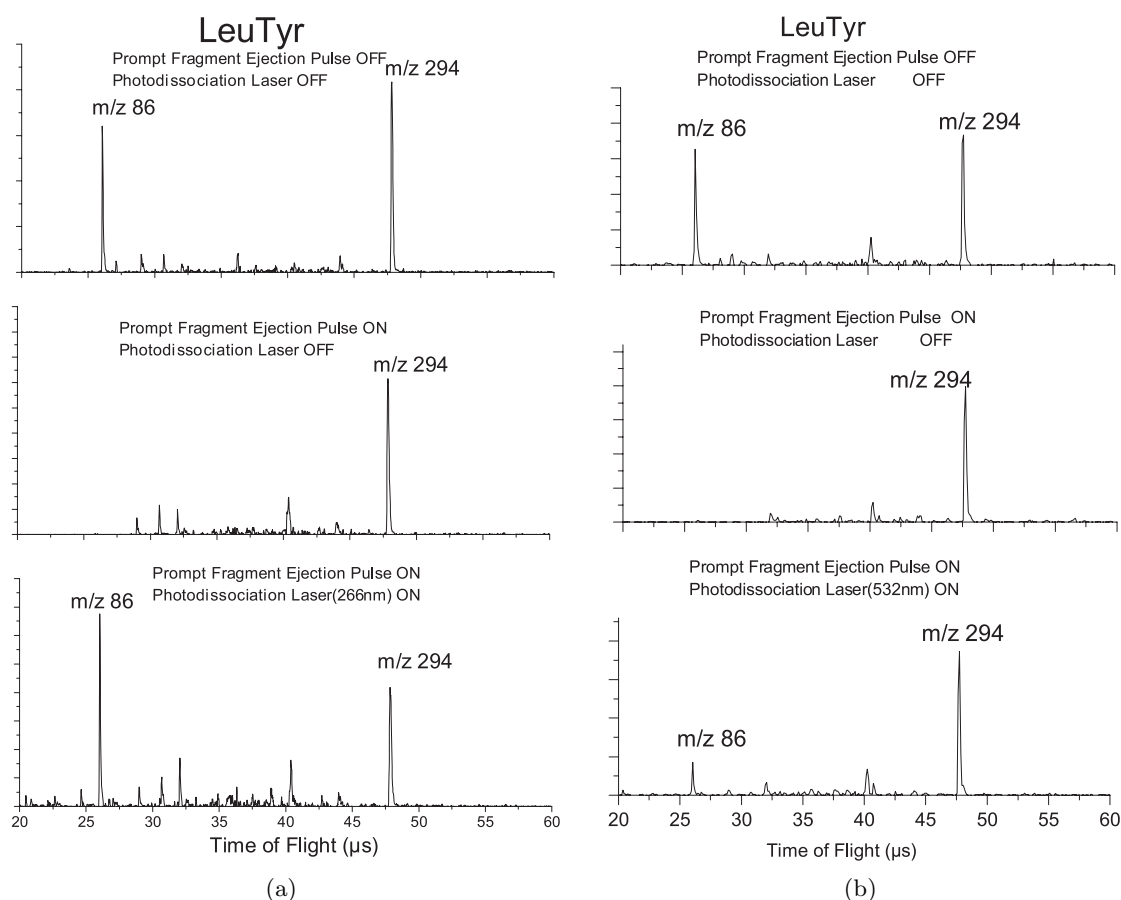 LeuTyr
Prompt Fragment Ejection Pulse OFF
Photodissociation Laser OFF
m/z 294
m/z 86
Prompt Fragment Ejection Pulse ON
Photodissociation Laser OFF
m/z 294
Prompt Fragment Ejection Pulse ON
Photodissociation Laser(266nm) ON
m/z 86
m/z 294
20 25 30 35 40 45 50 55 60
Time of Flight (µs)
(a)
LeuTyr
Prompt Fragment Ejection Pulse OFF
Photodissociation Laser OFF
m/z 86
m/z 294
Prompt Fragment Ejection Pulse ON
Photodissociation Laser OFF
m/z 294
Prompt Fragment Ejection Pulse ON
Photodissociation Laser(532nm) ON
m/z 294
m/z 86
20 25 30 35 40 45 50 55 60
Time of Flight (µs)
(b)